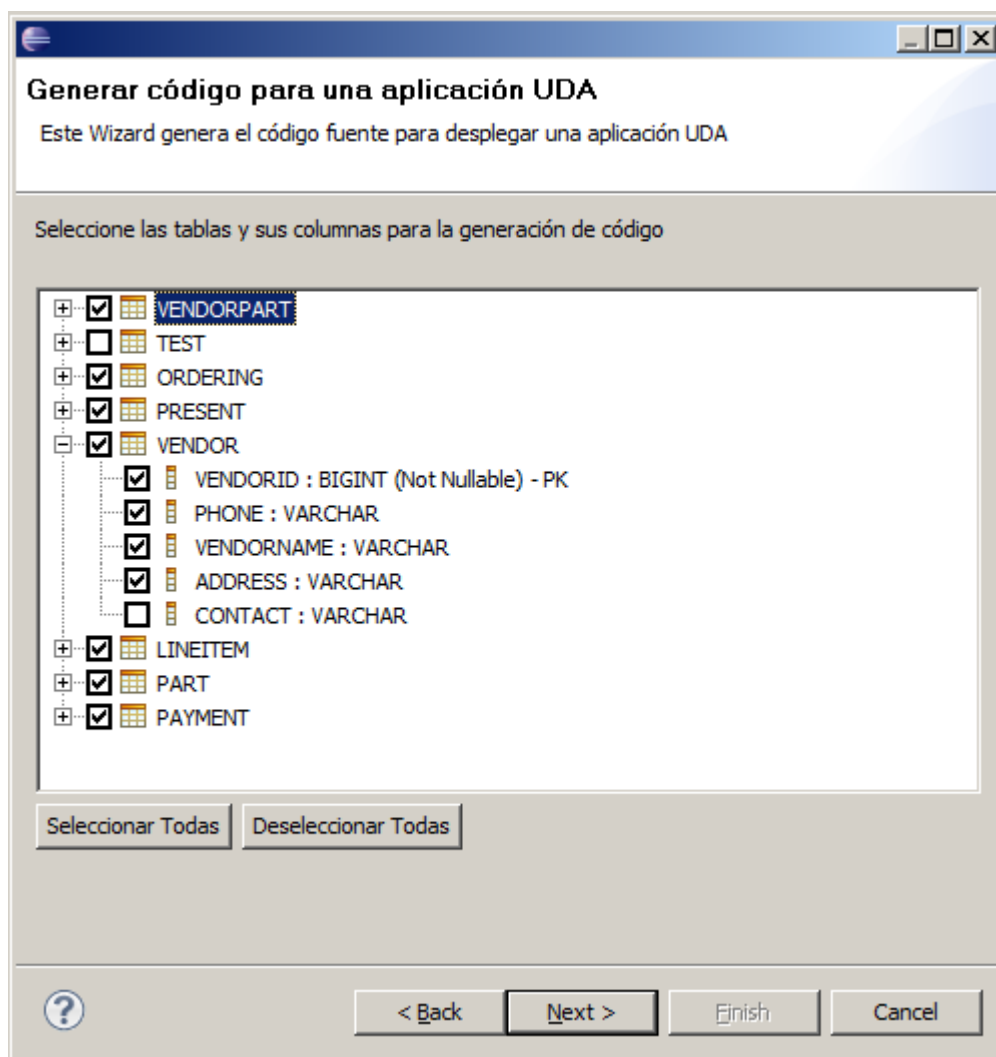 Generar código para una aplicación UDA
Este Wizard genera el código fuente para desplegar una aplicación UDA
Seleccione las tablas y sus columnas para la generación de código
VENDORPART
TEST
ORDERING
PRESENT
VENDOR
VENDORID : BIGINT (Not Nullable) - PK
PHONE : VARCHAR
VENDORNAME : VARCHAR
ADDRESS : VARCHAR
CONTACT : VARCHAR
LINEITEM
PART
PAYMENT
Seleccionar Todas Deseleccionar Todas
? < Back Next > Finish Cancel